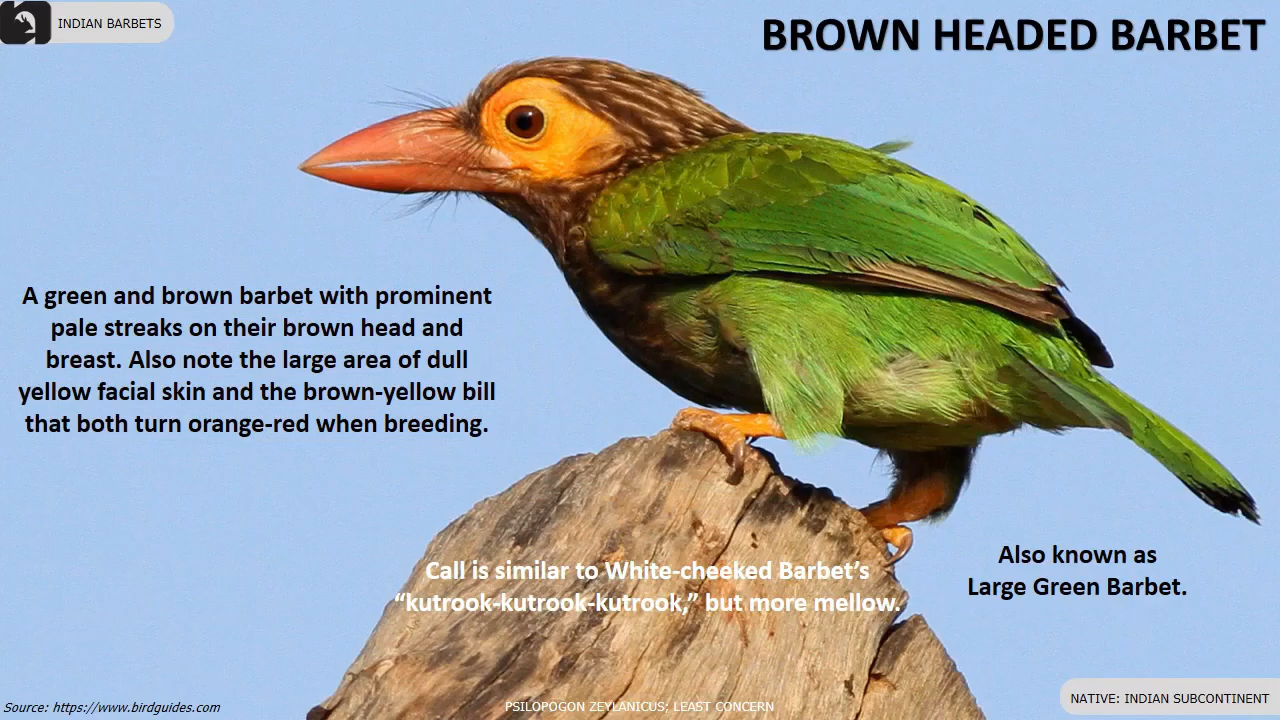 INDIAN BARBETS
BROWN HEADED BARBET
A green and brown barbet with prominent
pale streaks on their brown head and
breast. Also note the large area of dull
yellow facial skin and the brown-yellow bill
that both turn orange-red when breeding.
Call is similar to White-cheeked Barbet’s
“kutrook-kutrook-kutrook,” but more mellow.
Also known as
Large Green Barbet.
Source: https://www.birdguides.com
PSILOPOGON ZEYLANICUS; LEAST CONCERN
NATIVE: INDIAN SUBCONTINENT